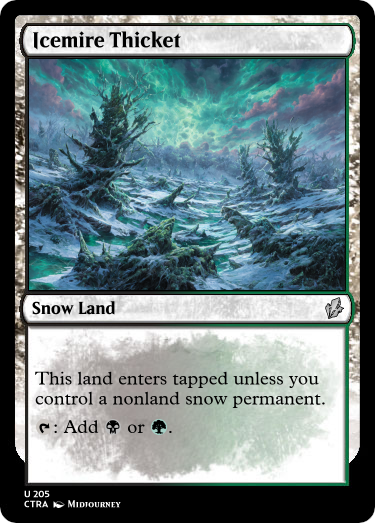 Icemire Thicket
Snow Land
This land enters tapped unless you
control a nonland snow permanent.
: Add or .
U 205
CTRA Midjourney